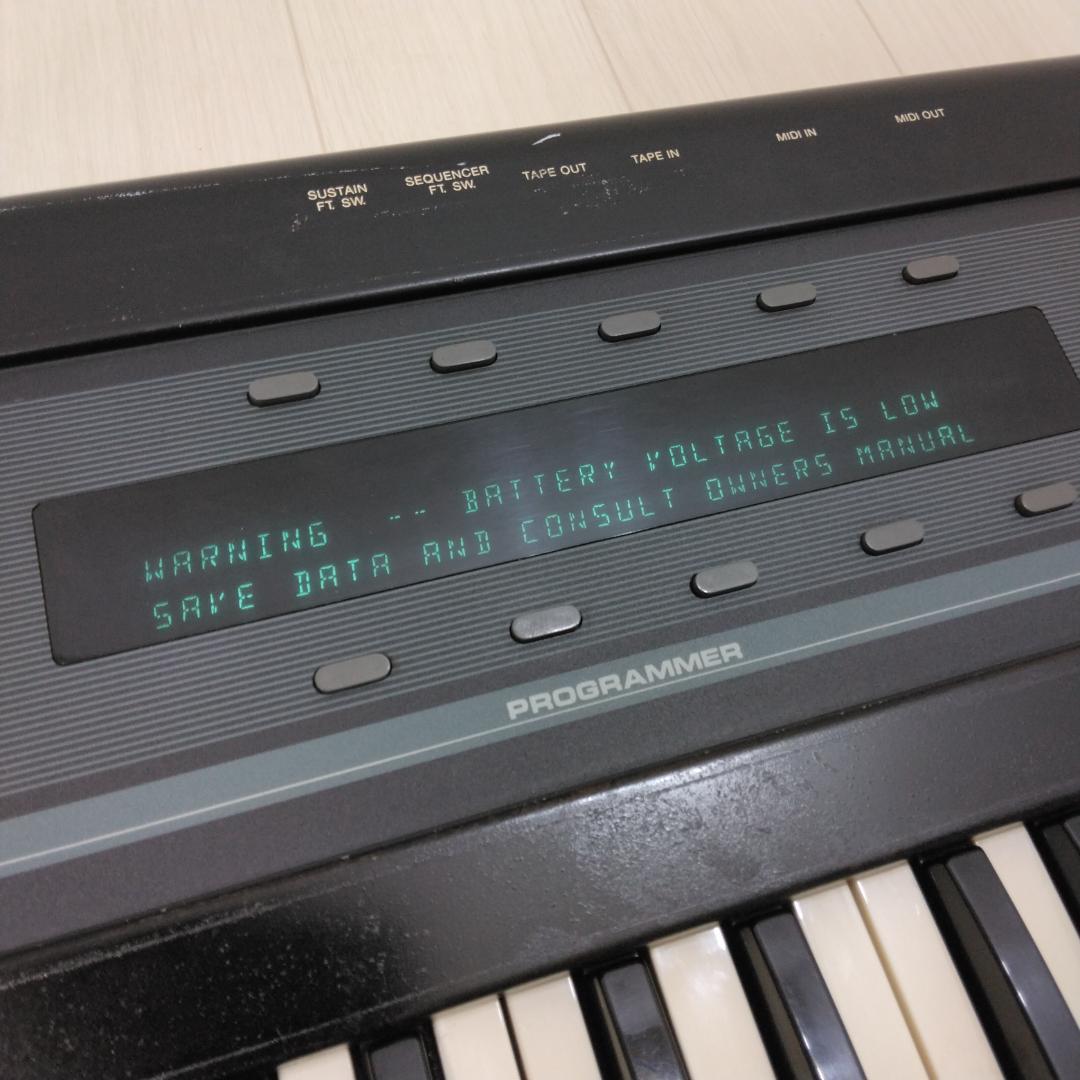 SUSTAIN
FT. SW.
SEQUENCER
FT. SW.
TAPE OUT
TAPE IN
MIDI IN
MIDI OUT
WARNING -- BATTERY VOLTAGE IS LOW
SAVE DATA AND CONSULT OWNERS MANUAL
PROGRAMMER